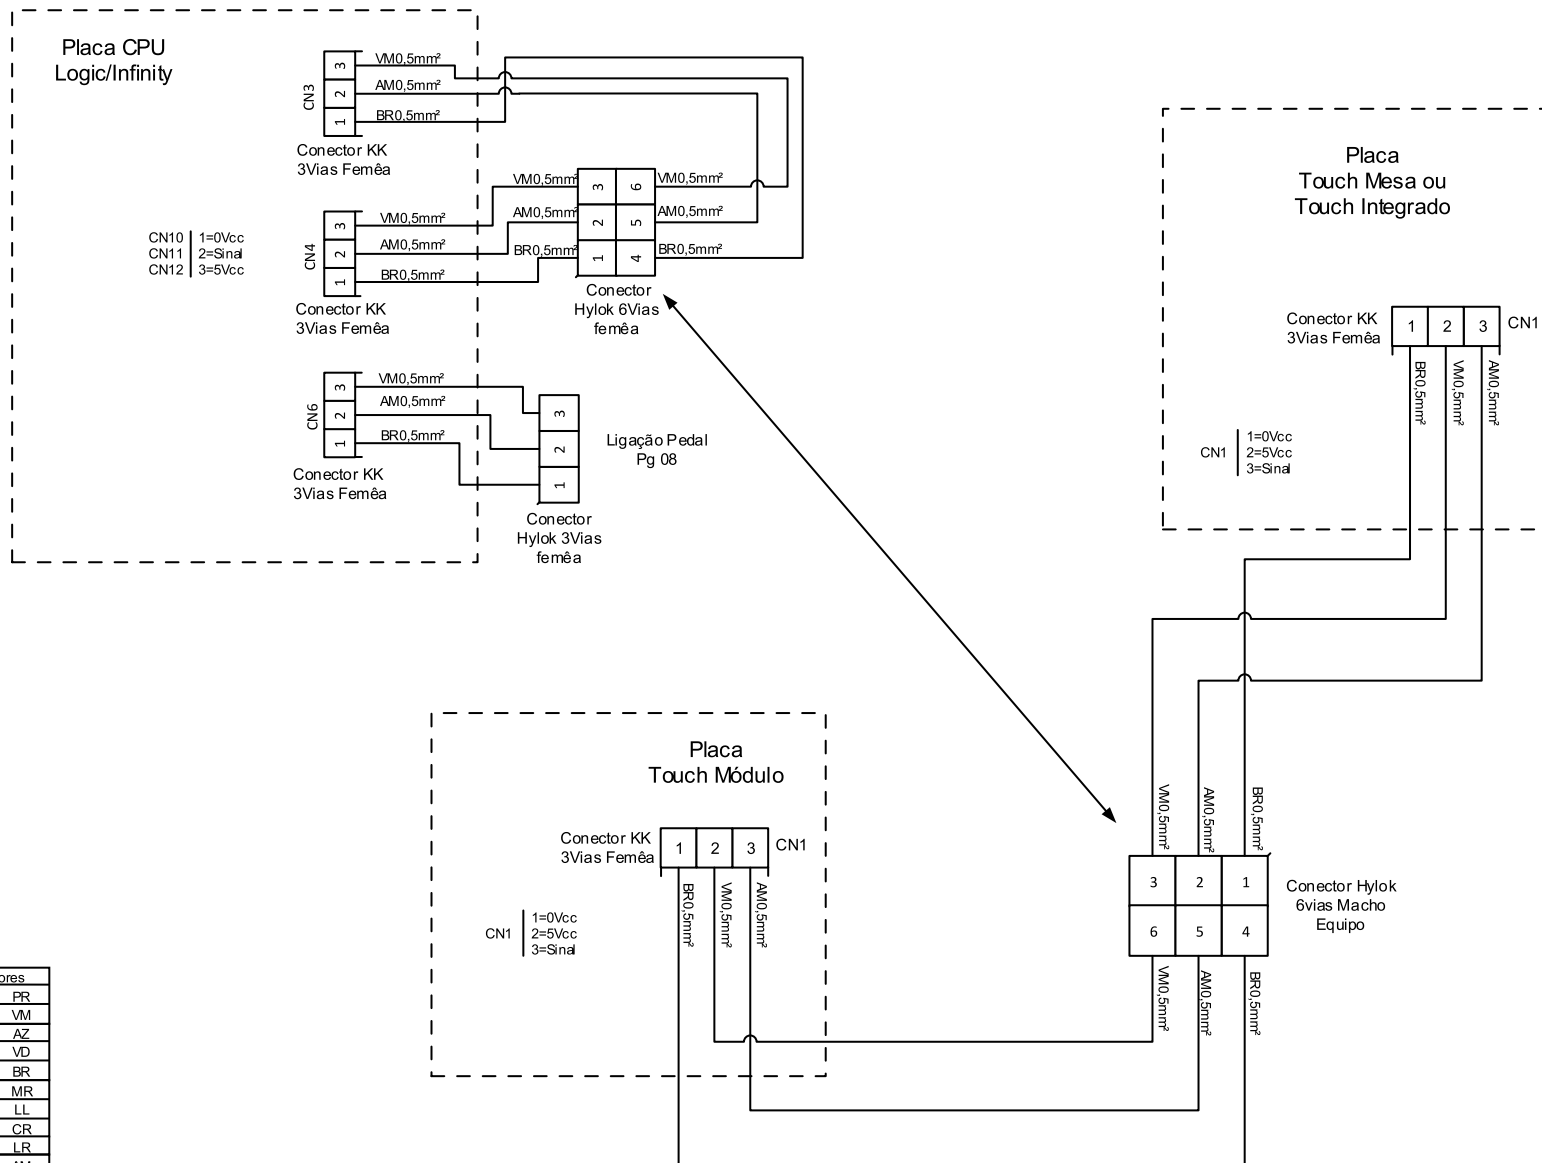 Placa CPU
Logic/Infinity
CN3
3
2
1
VM0,5mm²
AM0,5mm²
BR0,5mm²
Conector KK
3Vias Femêa
CN10 1=0Vcc
CN11 2=Sinal
CN12 3=5Vcc
CN4
3
2
1
VM0,5mm²
AM0,5mm²
BR0,5mm²
Conector KK
3Vias Femêa
VM0,5mm² 3 6 VM0,5mm²
AM0,5mm² 2 5 AM0,5mm²
BR0,5mm² 1 4 BR0,5mm²
Conector
Hylok 6Vias
femêa
CN6
3
2
1
VM0,5mm²
AM0,5mm²
BR0,5mm²
Conector KK
3Vias Femêa
3
2
1
Ligação Pedal
Pg 08
Conector
Hylok 3Vias
femêa
Placa
Touch Mesa ou
Touch Integrado
Conector KK
3Vias Femêa
1 2 3 CN1
BR0,5mm²
VM0,5mm²
AM0,5mm²
CN1
1=0Vcc
2=5Vcc
3=Sinal
Placa
Touch Módulo
Conector KK
3Vias Femêa
1 2 3 CN1
BR0,5mm²
VM0,5mm²
AM0,5mm²
CN1
1=0Vcc
2=5Vcc
3=Sinal
VM0,5mm²
AM0,5mm²
BR0,5mm²
3 2 1
6 5 4
Conector Hylok
6vias Macho
Equipo
VM0,5mm²
AM0,5mm²
BR0,5mm²
ores
PR
VM
AZ
VD
BR
MR
LL
CR
LR